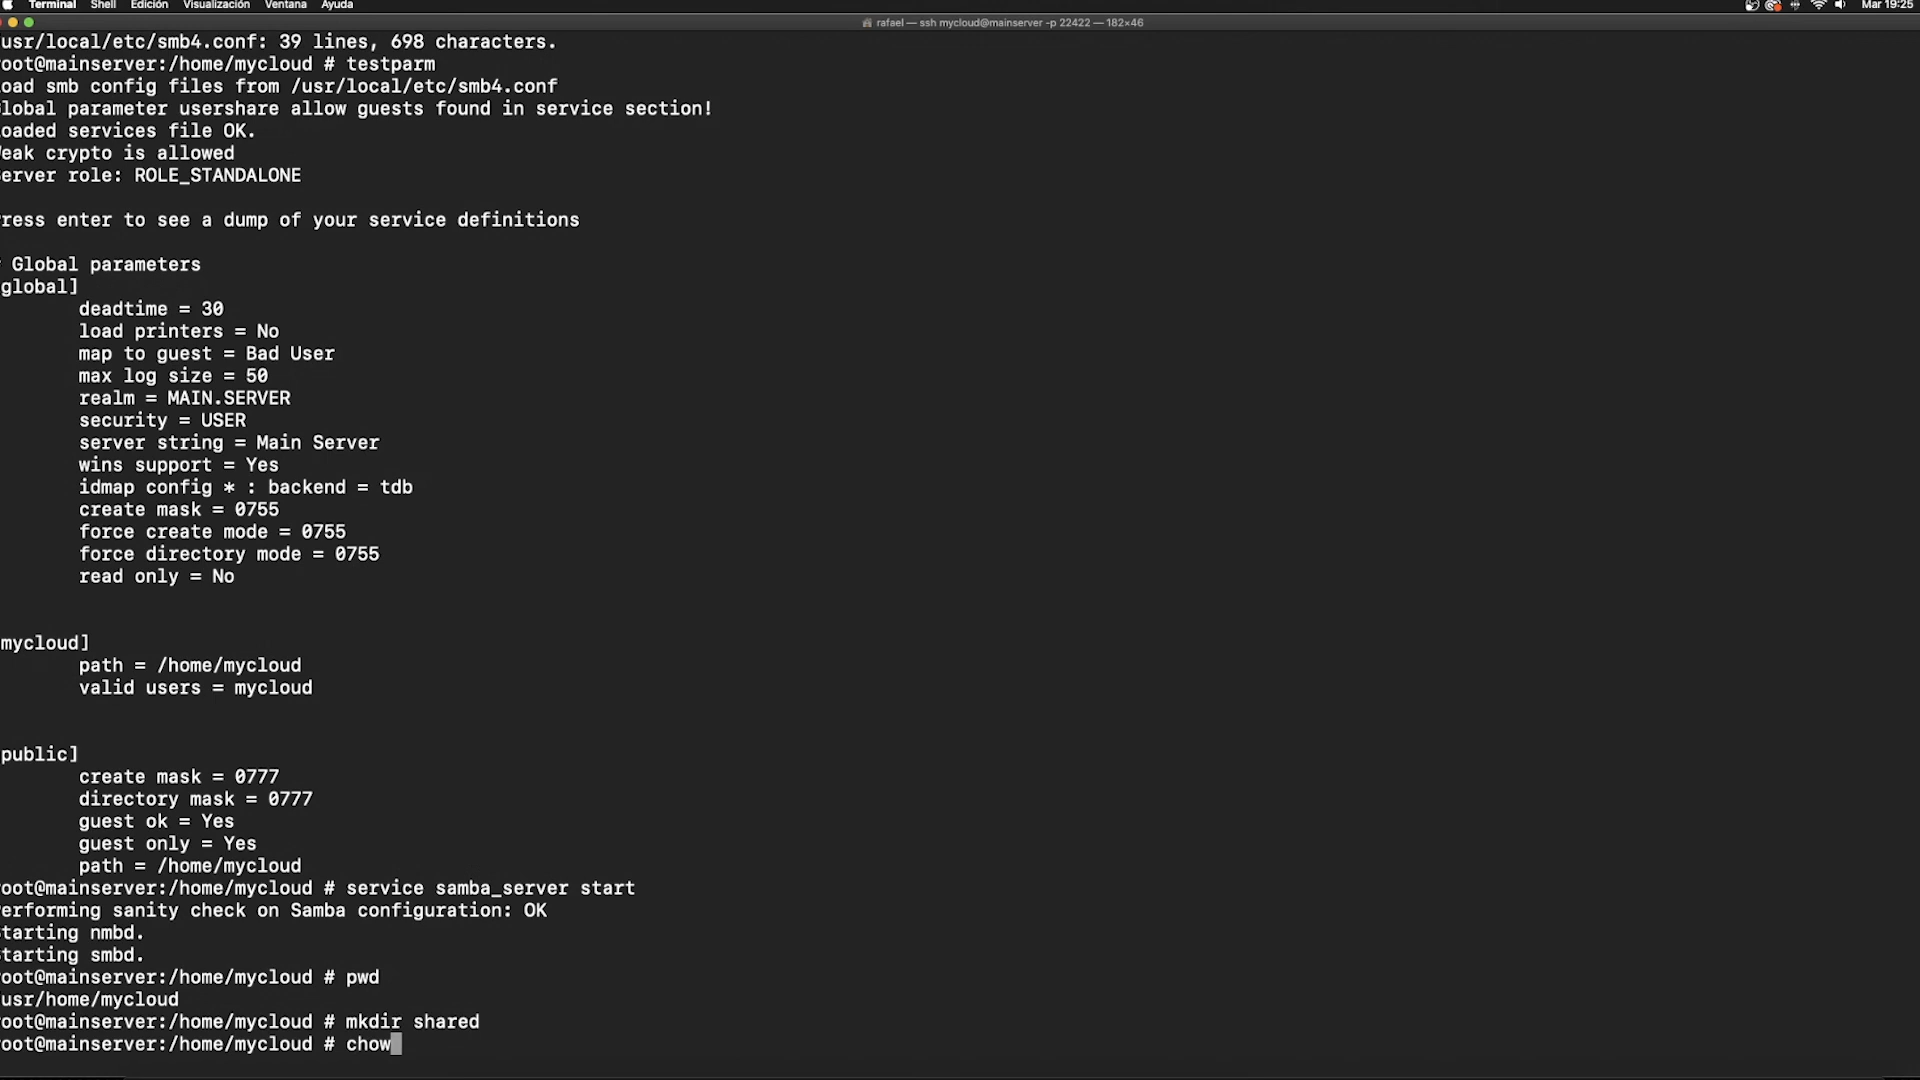 Terminal Shell Edición Visualización Ventana Ayuda Mar 19:25
rafael — ssh mycloud@mainserver -p 22422 — 182×46
usr/local/etc/smb4.conf: 39 lines, 698 characters.
oot@mainserver:/home/mycloud # testparm
oad smb config files from /usr/local/etc/smb4.conf
lobal parameter usershare allow guests found in service section!
oaded services file OK.
eak crypto is allowed
erver role: ROLE_STANDALONE
ress enter to see a dump of your service definitions
Global parameters
global]
deadtime = 30
load printers = No
map to guest = Bad User
max log size = 50
realm = MAIN.SERVER
security = USER
server string = Main Server
wins support = Yes
idmap config * : backend = tdb
create mask = 0755
force create mode = 0755
force directory mode = 0755
read only = No
mycloud]
path = /home/mycloud
valid users = mycloud
public]
create mask = 0777
directory mask = 0777
guest ok = Yes
guest only = Yes
path = /home/mycloud
oot@mainserver:/home/mycloud # service samba_server start
erforming sanity check on Samba configuration: OK
tarting nmbd.
tarting smbd.
oot@mainserver:/home/mycloud # pwd
usr/home/mycloud
oot@mainserver:/home/mycloud # mkdir shared
oot@mainserver:/home/mycloud # chow